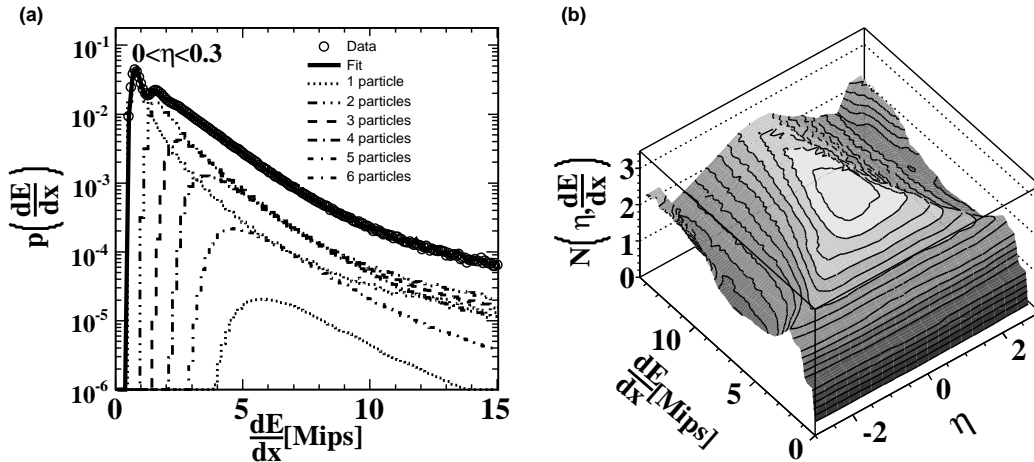 (a)
10⁻¹
10⁻²
10⁻³
10⁻⁴
10⁻⁵
10⁻⁶
p(dE/dx)
0<η<0.3
Data
Fit
1 particle
2 particles
3 particles
4 particles
5 particles
6 particles
0 5 10 15
dE/dx[Mips]
(b)
3
2
1
0
N(η,dE/dx)
10
5
0
dE/dx[Mips]
-2 0 2
η